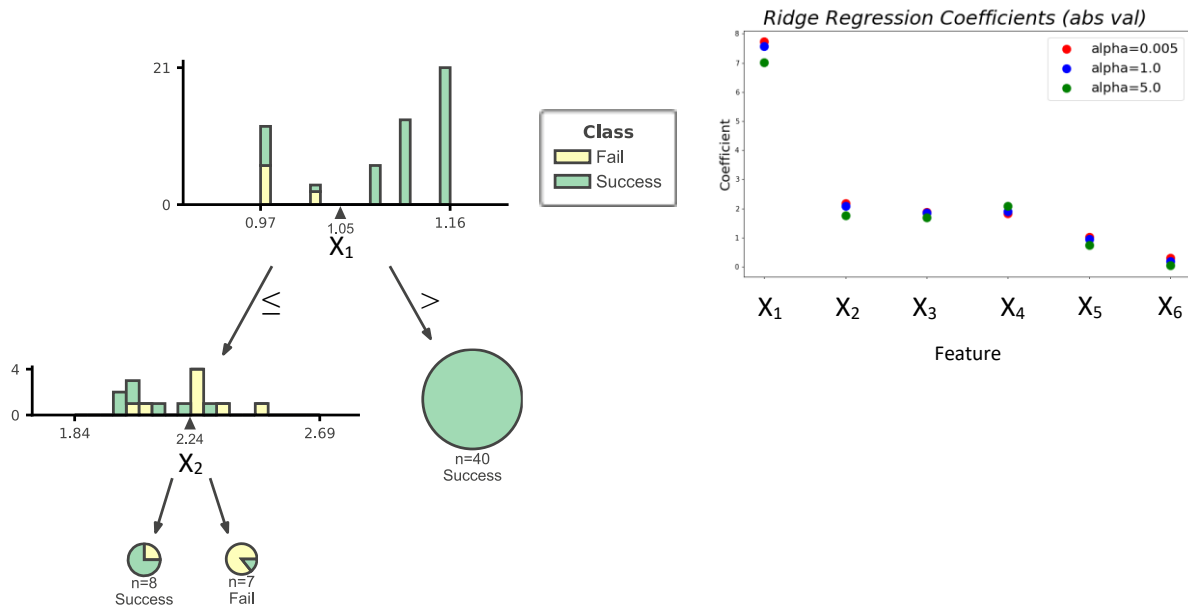 21
0
0.97
1.05
1.16
X1
Class
Fail
Success
≤
>
4
0
1.84
2.24
2.69
X2
n=40
Success
n=8
Success
n=7
Fail
Ridge Regression Coefficients (abs val)
alpha=0.005
alpha=1.0
alpha=5.0
Coefficient
8
7
6
5
4
3
2
1
0
X1 X2 X3 X4 X5 X6
Feature